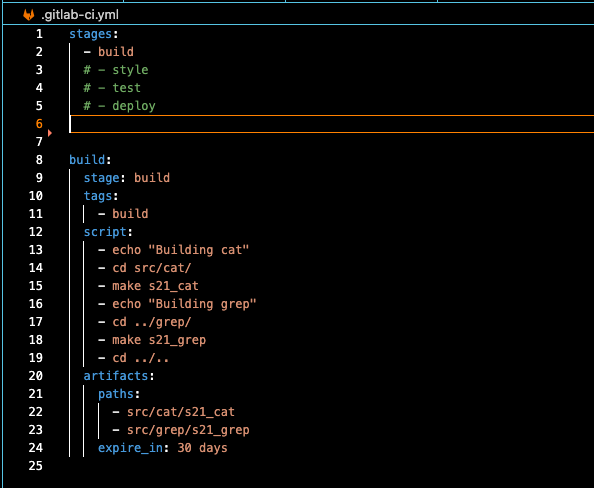 .gitlab-ci.yml
1 stages:
2   - build
3   # - style
4   # - test
5   # - deploy
6
7
8 build:
9   stage: build
10   tags:
11     - build
12   script:
13     - echo "Building cat"
14     - cd src/cat/
15     - make s21_cat
16     - echo "Building grep"
17     - cd ../grep/
18     - make s21_grep
19     - cd ../..
20   artifacts:
21     paths:
22       - src/cat/s21_cat
23       - src/grep/s21_grep
24     expire_in: 30 days
25